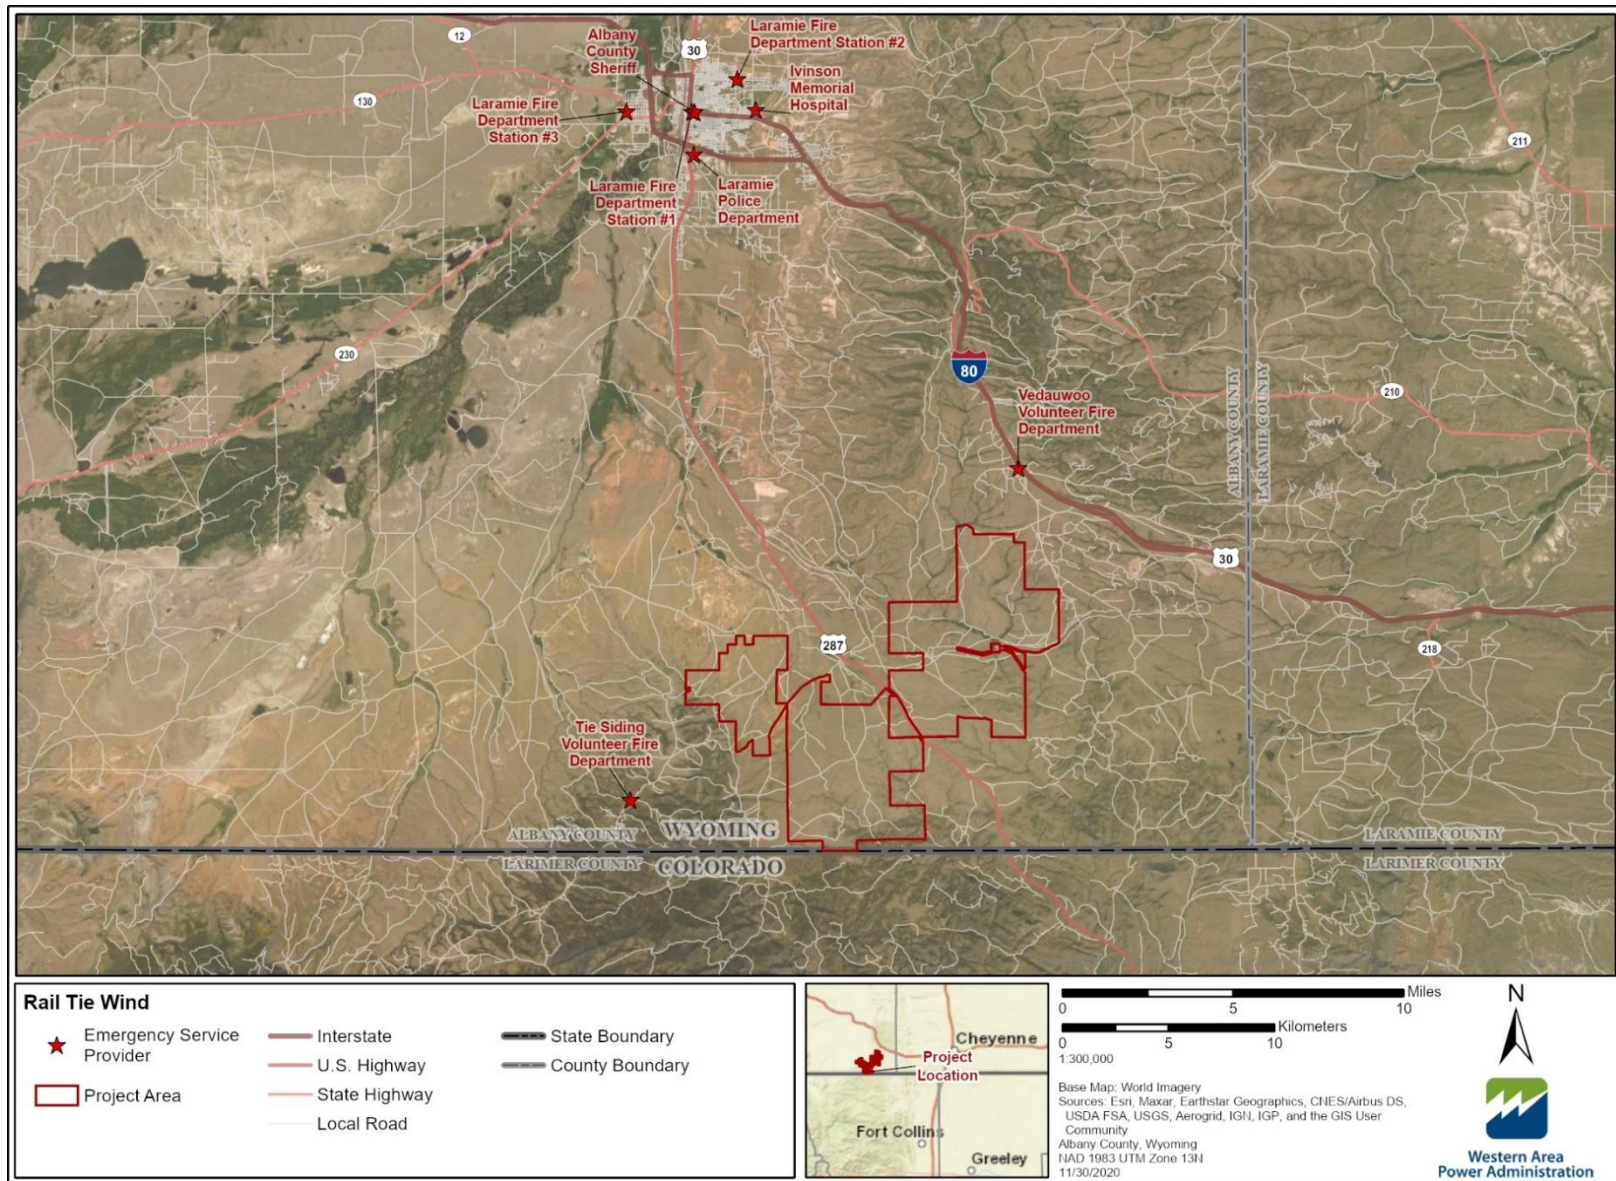 12
Albany
County
Sheriff
30
Laramie Fire
Department Station #2
Ivinson
Memorial
Hospital
130
Laramie Fire
Department
Station #3
211
Laramie Fire
Department
Station #1
Laramie
Police
Department
230
80
210
Vedauwoo
Volunteer Fire
Department
ALBANY COUNTY
LARAMIE COUNTY
30
287
218
Tie Siding
Volunteer Fire
Department
ALBANY COUNTY
WYOMING
LARAMIE COUNTY
LARIMER COUNTY
COLORADO
LARIMER COUNTY
Rail Tie Wind
Emergency Service
Provider
Project Area
Interstate
U.S. Highway
State Highway
Local Road
State Boundary
County Boundary
Cheyenne
Project
Location
Fort Collins
Greeley
Miles
0 5 10
Kilometers
0 5 10
1:300,000
Base Map: World Imagery
Sources: Esri, Maxar, Earthstar Geographics, CNES/Airbus DS,
USDA FSA, USGS, Aerogrid, IGN, IGP, and the GIS User
Community
Albany County, Wyoming
NAD 1983 UTM Zone 13N
11/30/2020
N
Western Area
Power Administration